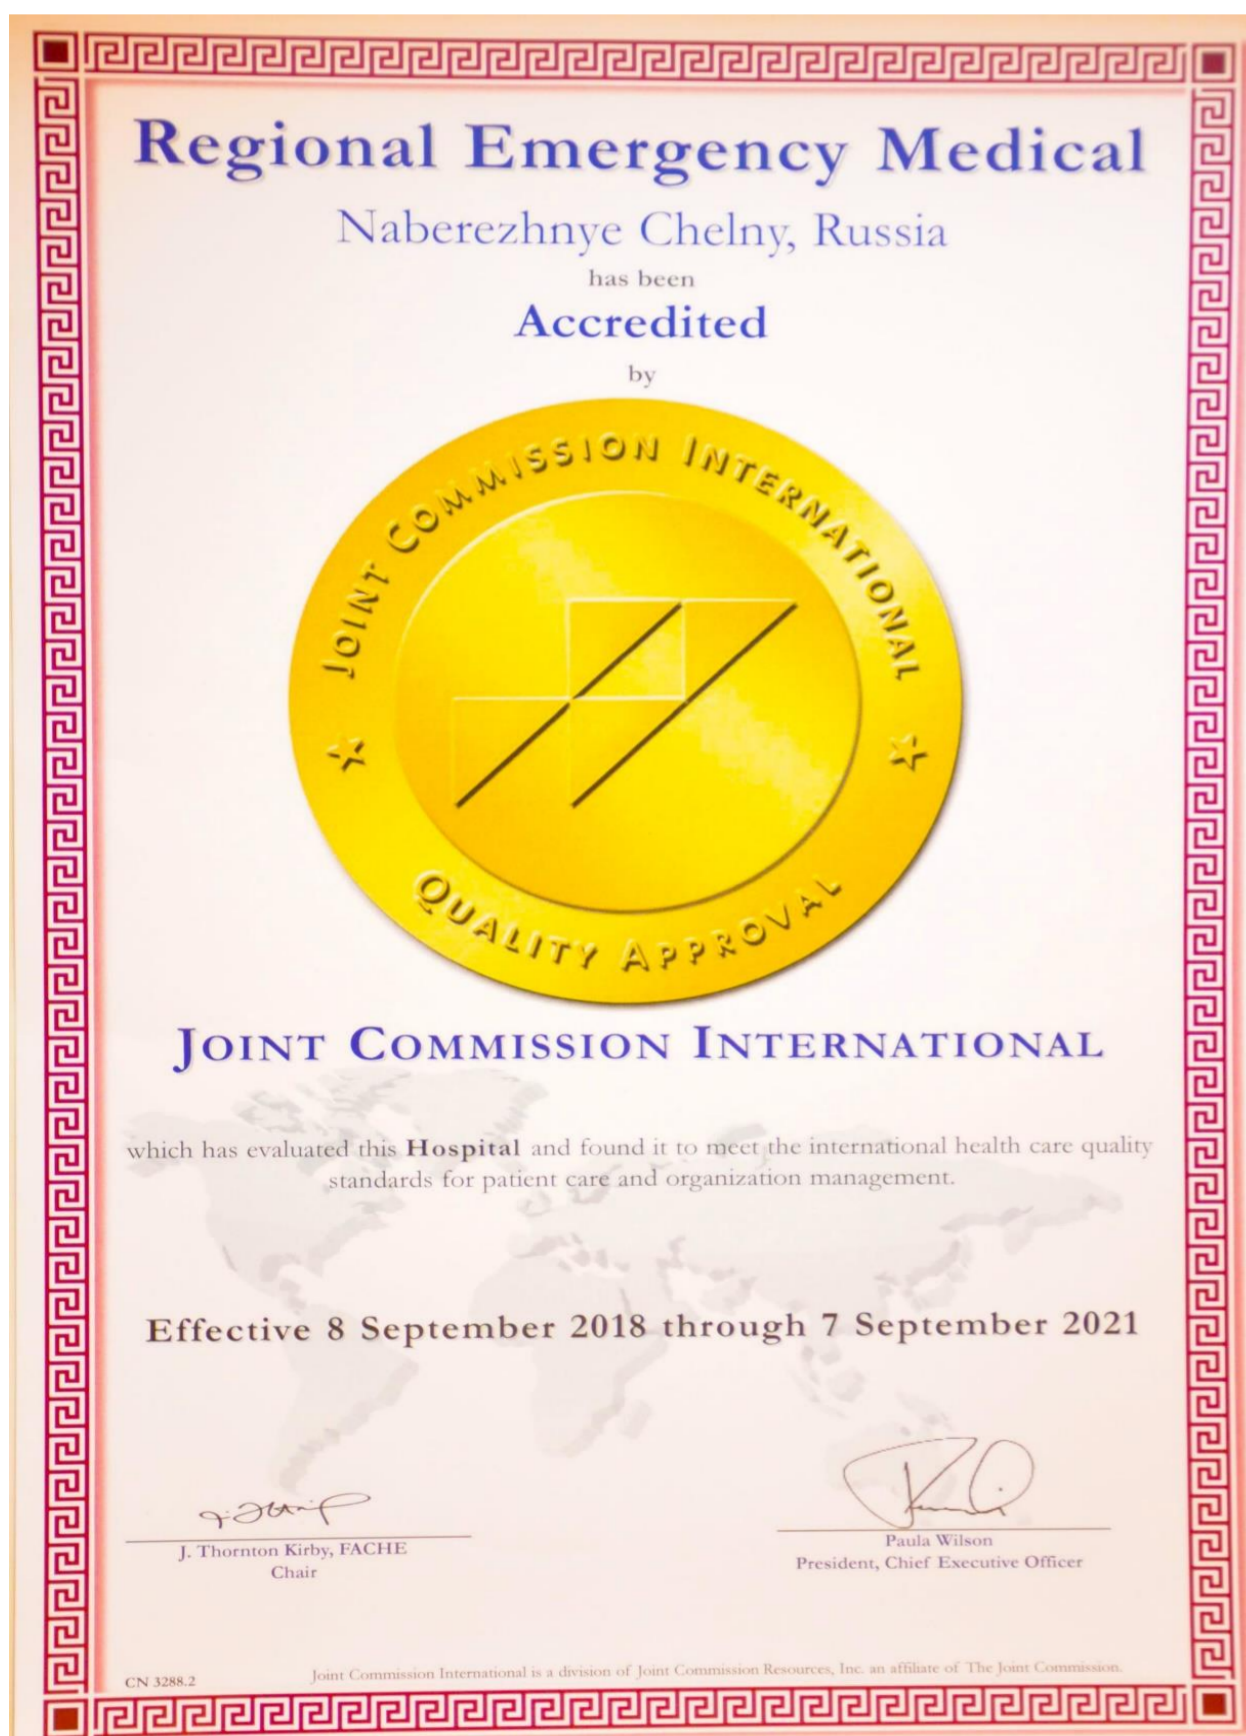 Regional Emergency Medical
Naberezhnye Chelny, Russia
has been
Accredited
by
JOINT COMMISSION INTERNATIONAL
QUALITY APPROVAL
JOINT COMMISSION INTERNATIONAL
which has evaluated this Hospital and found it to meet the international health care quality
standards for patient care and organization management.
Effective 8 September 2018 through 7 September 2021
J. Thornton Kirby, FACHE
Chair
Paula Wilson
President, Chief Executive Officer
CN 3288.2
Joint Commission International is a division of Joint Commission Resources, Inc. an affiliate of The Joint Commission.